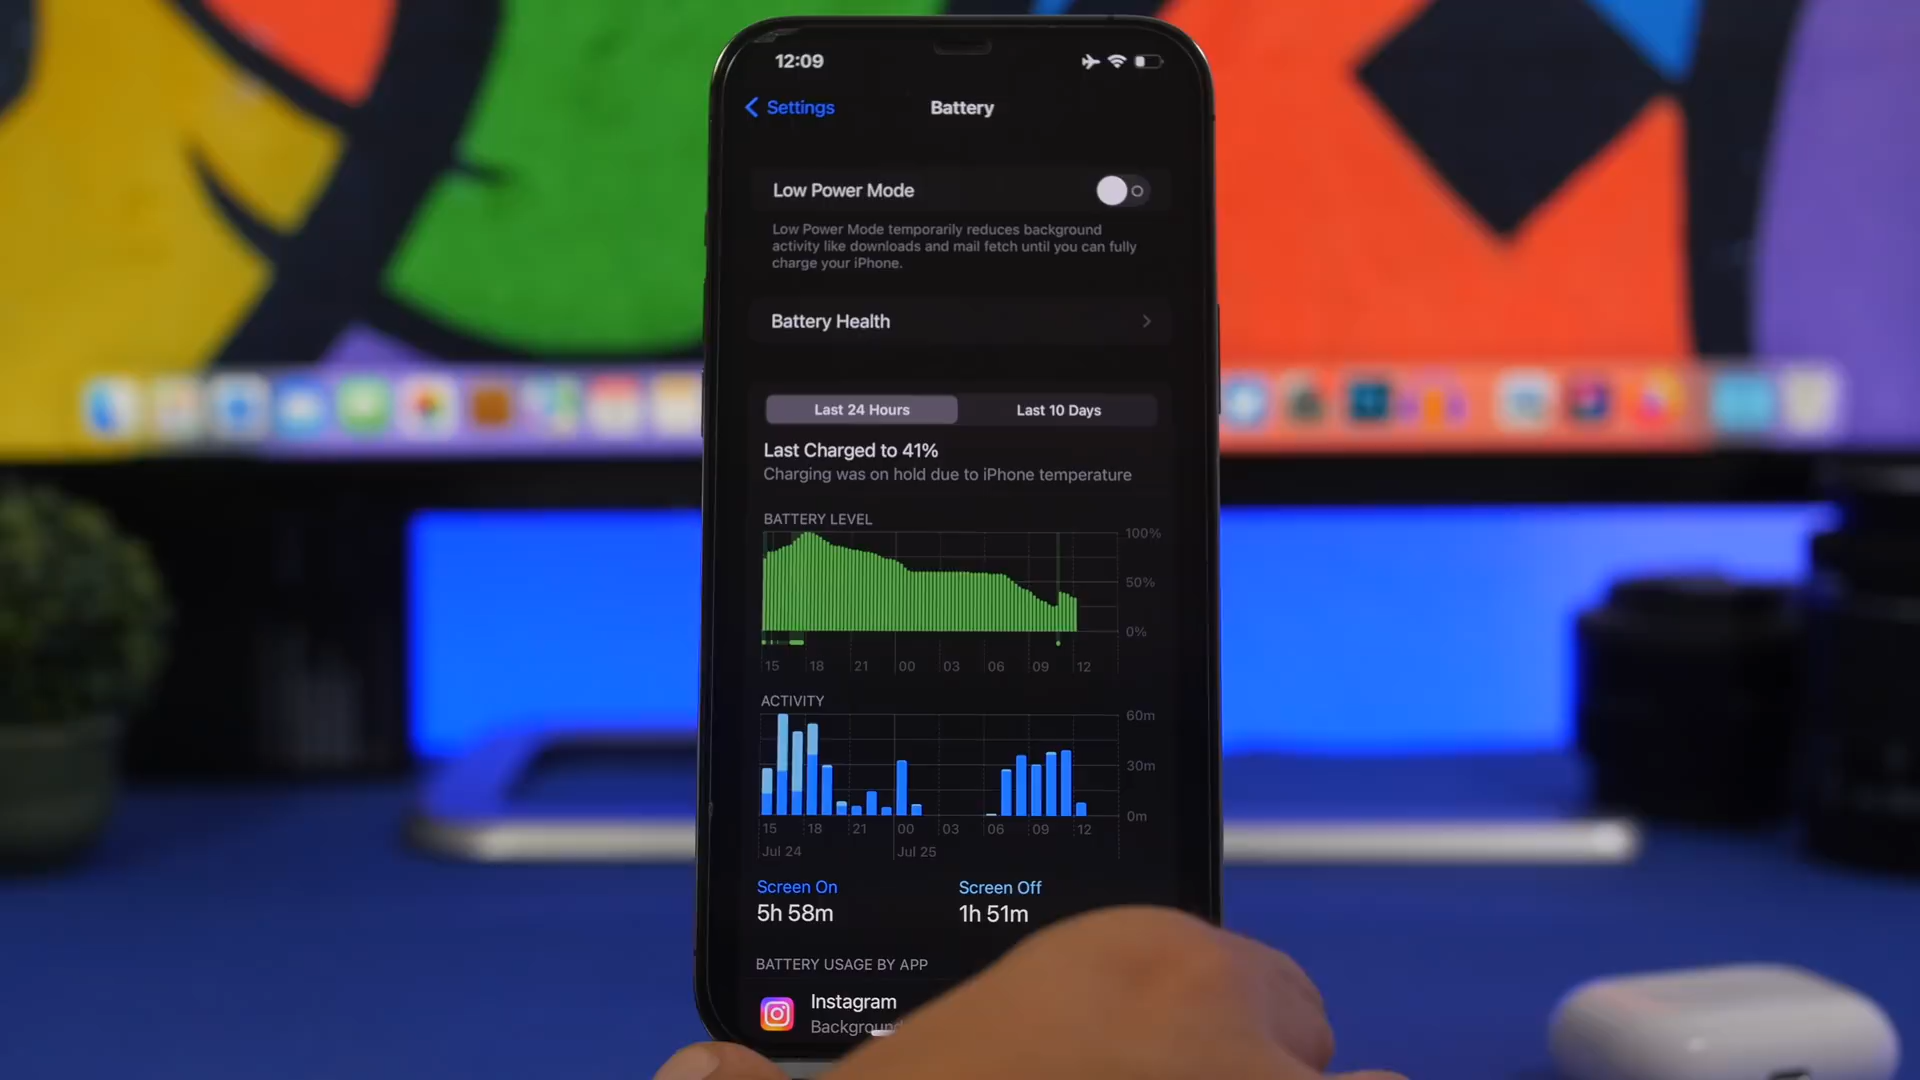 12:09
Settings
Battery
Low Power Mode
Low Power Mode temporarily reduces background
activity like downloads and mail fetch until you can fully
charge your iPhone.
Battery Health
Last 24 Hours
Last 10 Days
Last Charged to 41%
Charging was on hold due to iPhone temperature
BATTERY LEVEL
100%
50%
0%
15 18 21 00 03 06 09 12
ACTIVITY
60m
30m
0m
15 18 21 00 03 06 09 12
Jul 24 Jul 25
Screen On
Screen Off
5h 58m
1h 51m
BATTERY USAGE BY APP
Instagram